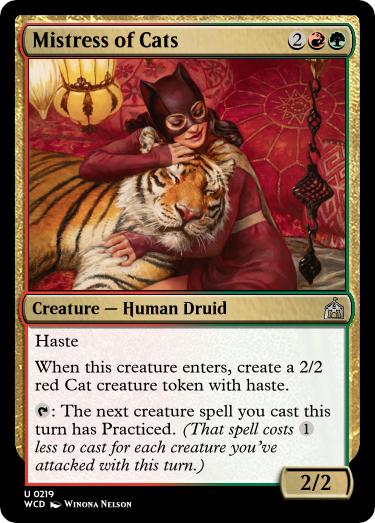 Mistress of Cats 2
Creature — Human Druid
Haste
When this creature enters, create a 2/2
red Cat creature token with haste.
: The next creature spell you cast this
turn has Practiced. (That spell costs 1
less to cast for each creature you've
attacked with this turn.)
2/2
U 0219
WCD Winona Nelson